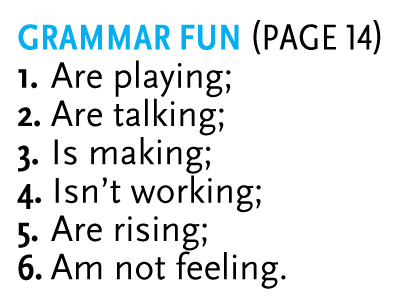 GRAMMAR FUN (PAGE 14)
1. Are playing;
2. Are talking;
3. Is making;
4. Isn’t working;
5. Are rising;
6. Am not feeling.